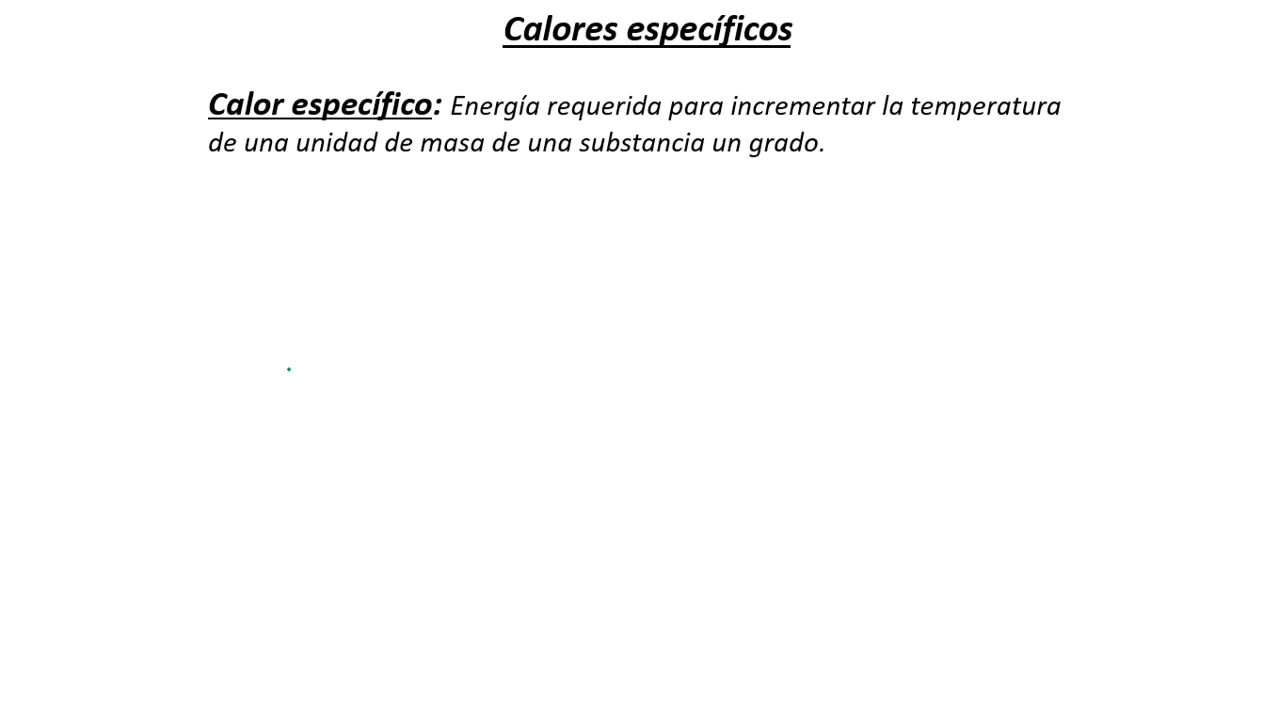 Calores específicos
Calor específico: Energía requerida para incrementar la temperatura
de una unidad de masa de una substancia un grado.